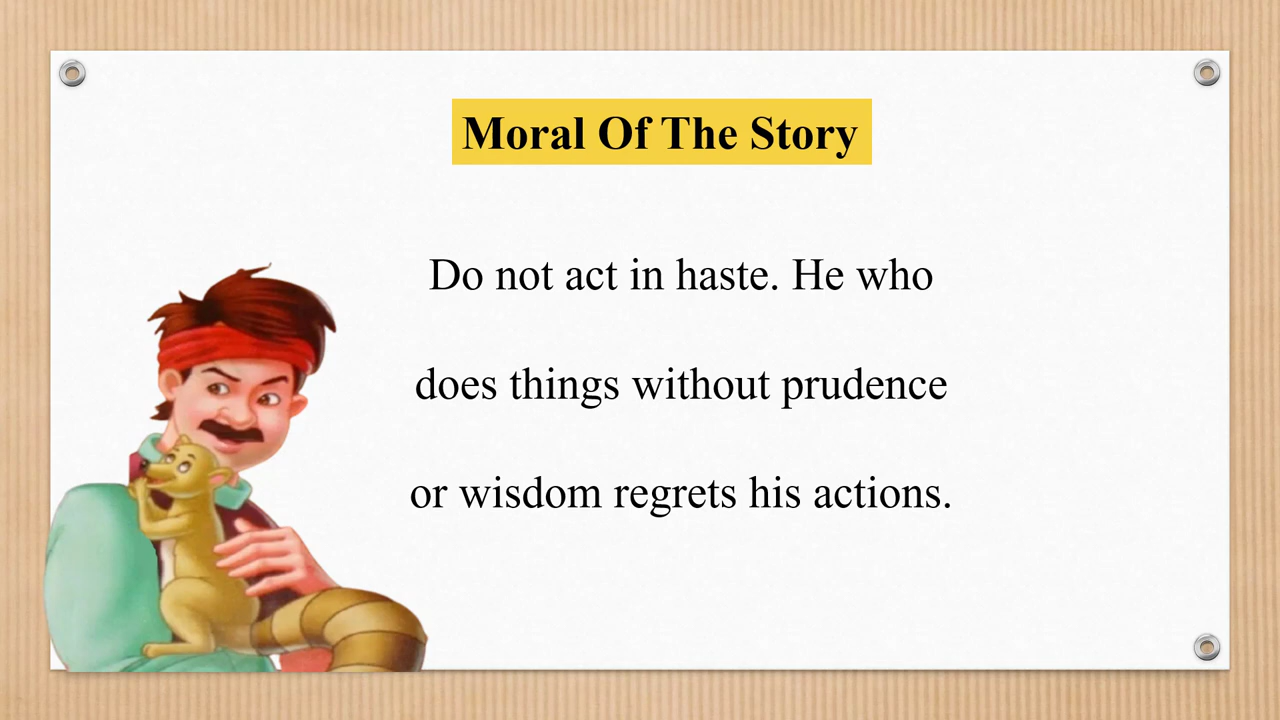 Moral Of The Story
Do not act in haste. He who
does things without prudence
or wisdom regrets his actions.